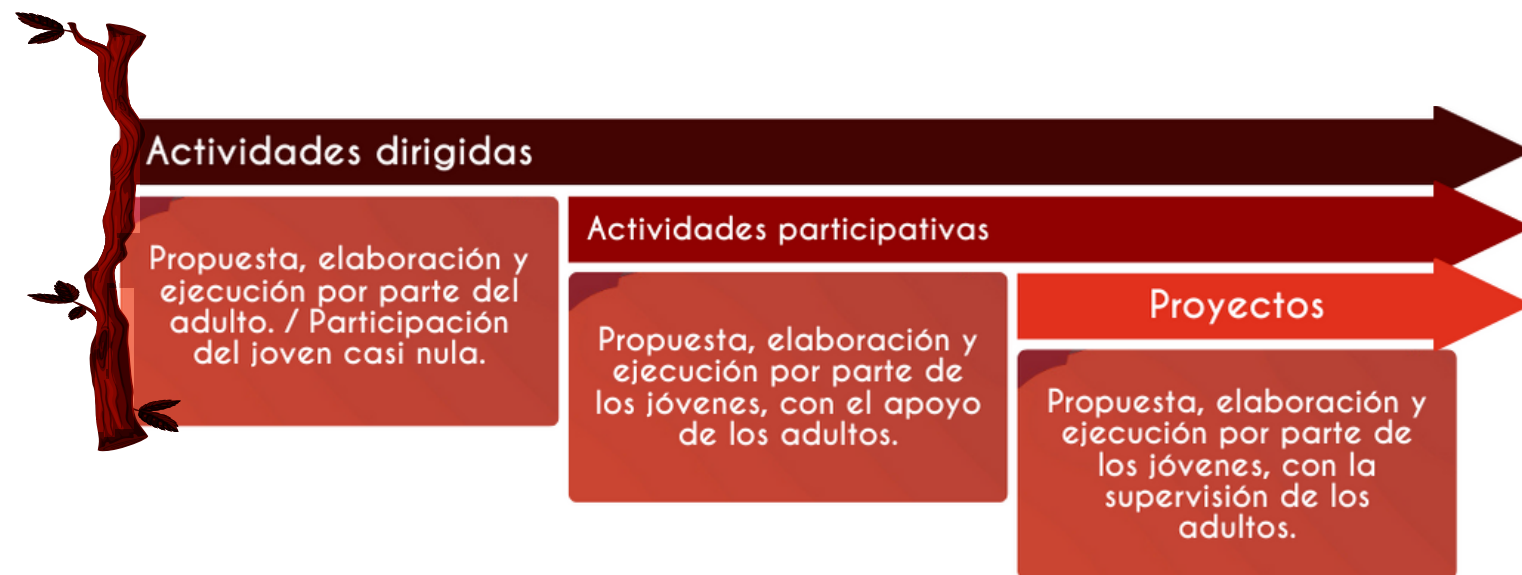 Actividades dirigidas
Propuesta, elaboración y
ejecución por parte del
adulto. / Participación
del joven casi nula.
Actividades participativas
Propuesta, elaboración y
ejecución por parte de
los jóvenes, con el apoyo
de los adultos.
Proyectos
Propuesta, elaboración y
ejecución por parte de
los jóvenes, con la
supervisión de los
adultos.